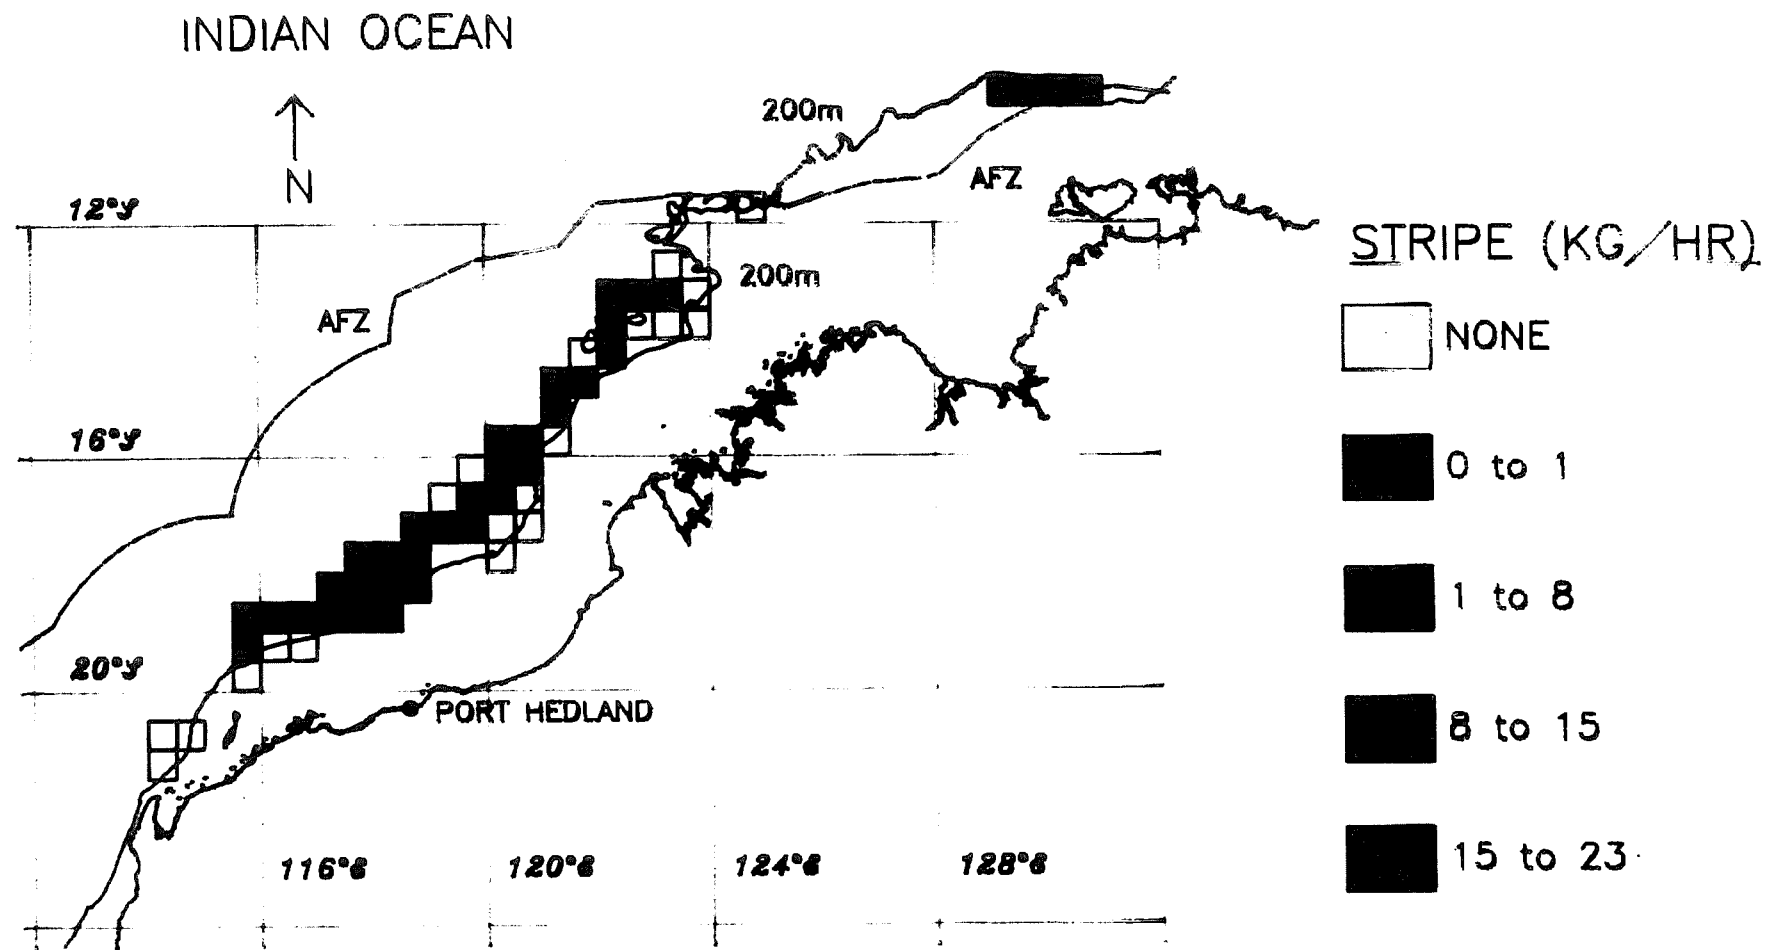 INDIAN OCEAN
N
200m
AFZ
12°S
200m
AFZ
16°S
20°S
PORT HEDLAND
116°E
120°E
124°E
128°E
STRIPE (KG/HR)
NONE
0 to 1
1 to 8
8 to 15
15 to 23